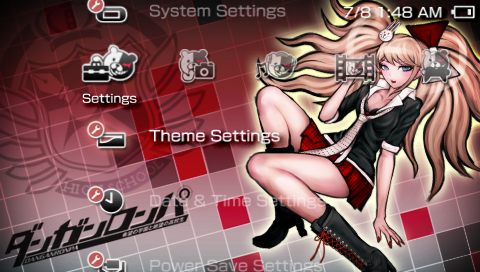 System Settings
7/8 1:48 AM
Settings
Theme Settings
Date & Time Settings
ダンガンロンパ
DANGANRONPA
Power Save Settings